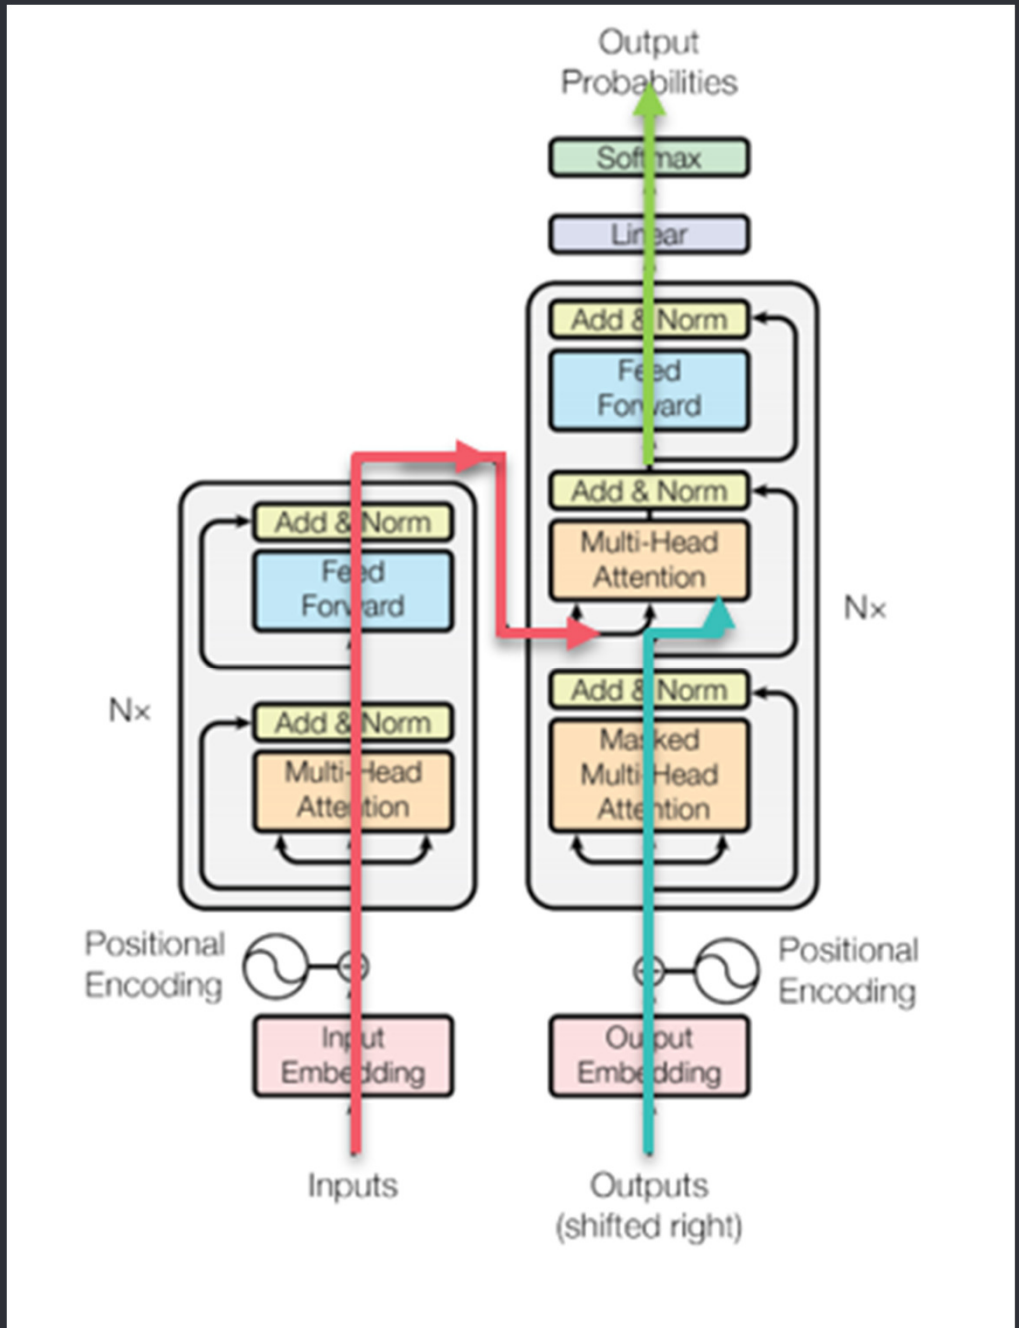 Output
Probabilities
Softmax
Linear
Add & Norm
Feed
Forward
Add & Norm
Multi-Head
Attention
Nx
Add & Norm
Masked
Multi-Head
Attention
Add & Norm
Feed
Forward
Nx
Add & Norm
Multi-Head
Attention
Positional
Encoding
Positional
Encoding
Input
Embedding
Output
Embedding
Inputs
Outputs
(shifted right)